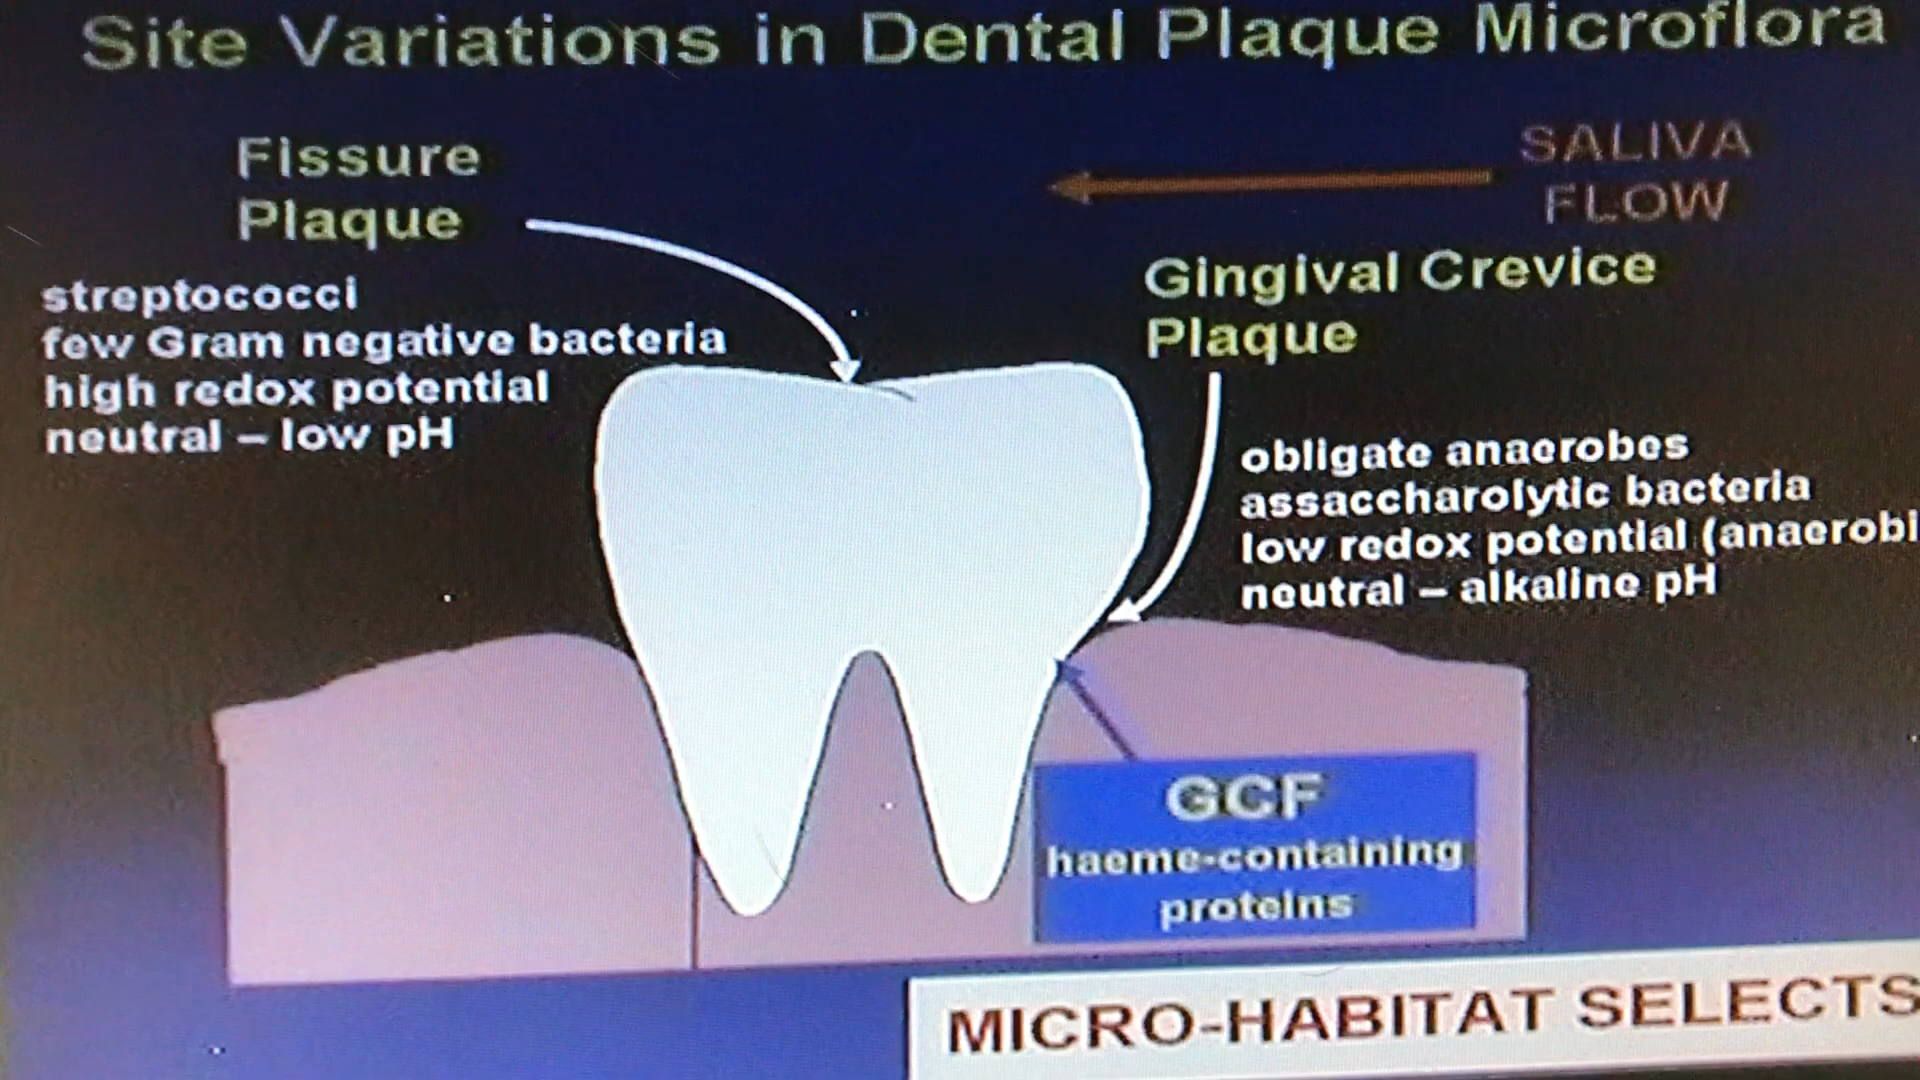 Site Variations in Dental Plaque Microflora
Fissure
Plaque
streptococci
few Gram negative bacteria
high redox potential
neutral – low pH
SALIVA
FLOW
Gingival Crevice
Plaque
obligate anaerobes
assaccharolytic bacteria
low redox potential (anaerobi
neutral – alkaline pH
GCF
haeme-containing
proteins
MICRO-HABITAT SELECTS